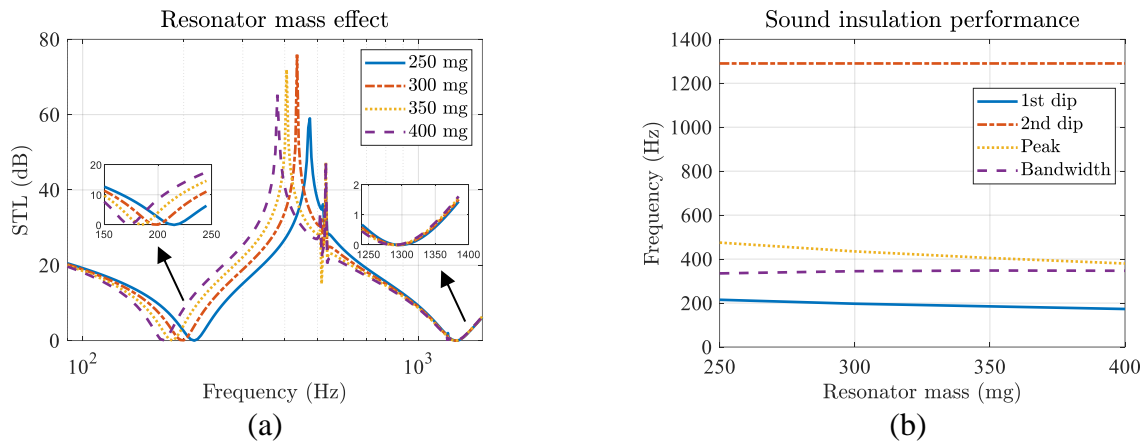 Resonator mass effect
80
60
40
20
0
STL (dB)
10^2
10^3
Frequency (Hz)
250 mg
300 mg
350 mg
400 mg
20
10
0
150
200
250
2
1
0
1250
1300
1350
1400
(a)
Sound insulation performance
1400
1200
1000
800
600
400
200
0
Frequency (Hz)
250
300
350
400
Resonator mass (mg)
1st dip
2nd dip
Peak
Bandwidth
(b)